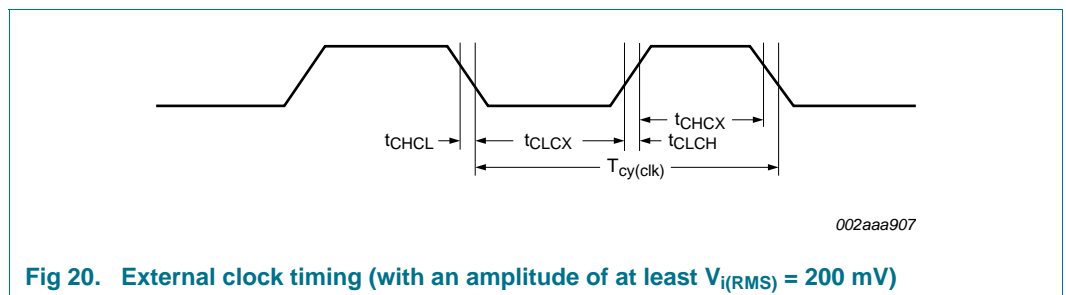 tCHCX
tCHCL tCLCX tCLCH
Tcy(clk)
002aaa907
Fig 20. External clock timing (with an amplitude of at least Vi(RMS) = 200 mV)